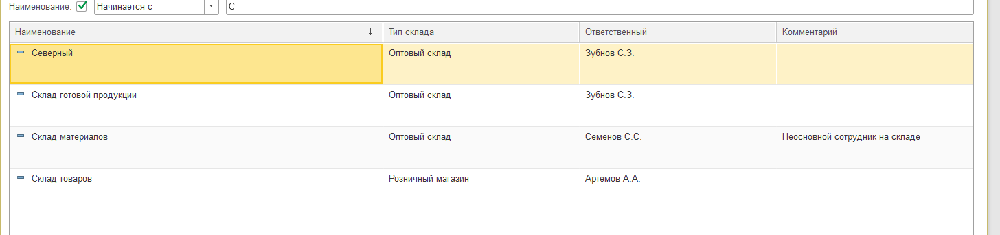 Наименование: Начинается с С
Наименование ↓ Тип склада Ответственный Комментарий
Северный Оптовый склад Зубнов С.З.
Склад готовой продукции Оптовый склад Зубнов С.З.
Склад материалов Оптовый склад Семенов С.С. Неосновной сотрудник на складе
Склад товаров Розничный магазин Артемов А.А.